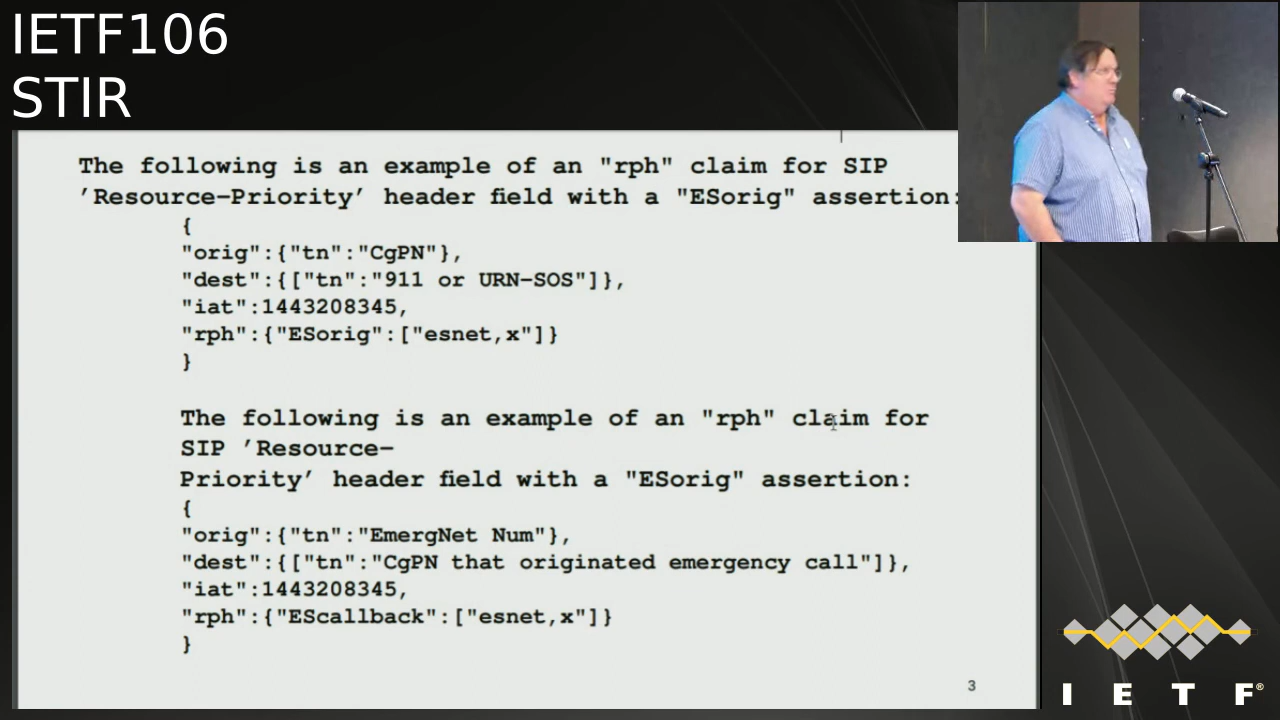 IETF106
STIR
The following is an example of an "rph" claim for SIP
’Resource-Priority’ header field with a "ESorig" assertion:
{
"orig":{"tn":"CgPN"},
"dest":{["tn":"911 or URN-SOS"]},
"iat":1443208345,
"rph":{"ESorig":["esnet,x"]}
}
The following is an example of an "rph" claim for
SIP ’Resource-
Priority’ header field with a "ESorig" assertion:
{
"orig":{"tn":"EmergNet Num"},
"dest":{["tn":"CgPN that originated emergency call"]},
"iat":1443208345,
"rph":{"EScallback":["esnet,x"]}
}
3
I E T F®